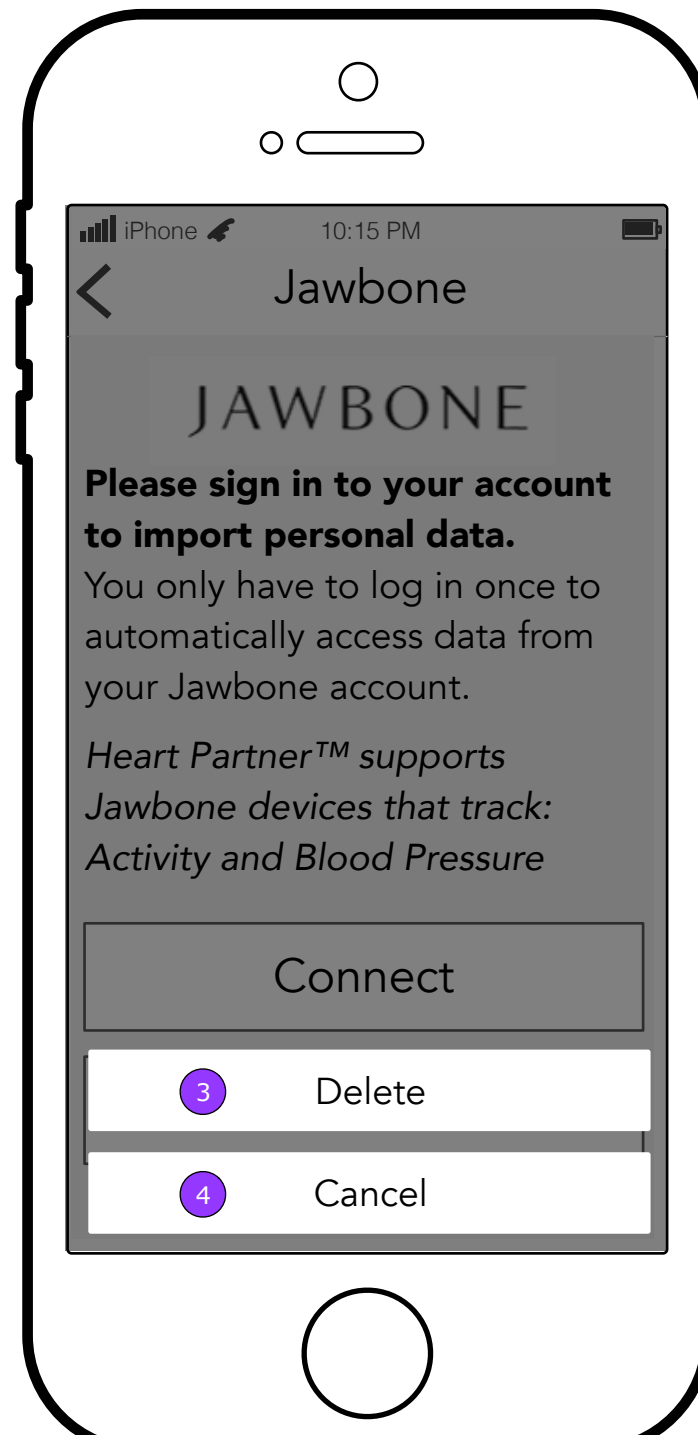 iPhone 10:15 PM
Jawbone
JAWBONE
Please sign in to your account
to import personal data.
You only have to log in once to
automatically access data from
your Jawbone account.
Heart Partner™ supports
Jawbone devices that track:
Activity and Blood Pressure
Connect
3 Delete
4 Cancel